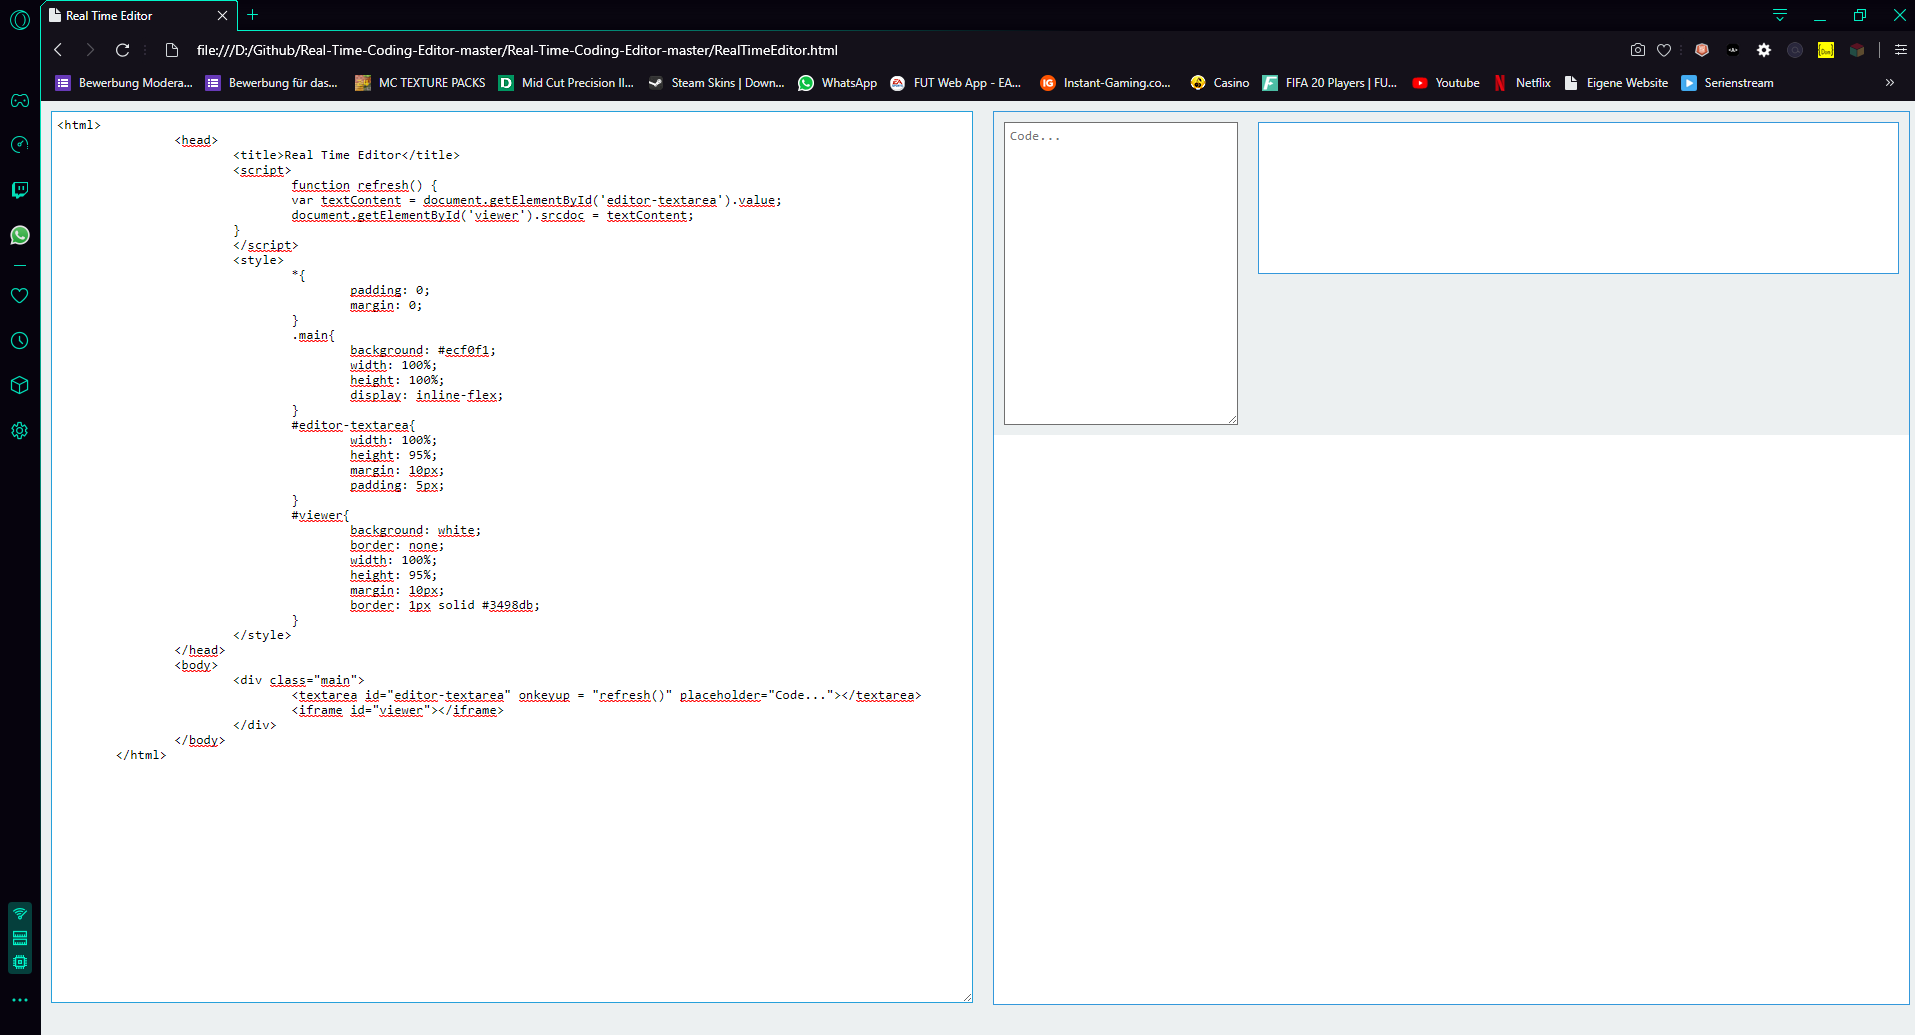 Real Time Editor
file:///D:/Github/Real-Time-Coding-Editor-master/Real-Time-Coding-Editor-master/RealTimeEditor.html
Bewerbung Modera... Bewerbung für das... MC TEXTURE PACKS Mid Cut Precision II... Steam Skins | Down... WhatsApp FUT Web App - EA... Instant-Gaming.co... Casino FIFA 20 Players | FU... Youtube Netflix Eigene Website Serienstream
<html>
<head>
<title>Real Time Editor</title>
<script>
function refresh() {
var textContent = document.getElementById('editor-textarea').value;
document.getElementById('viewer').srcdoc = textContent;
}
</script>
<style>
*{
padding: 0;
margin: 0;
}
.main{
background: #ecf0f1;
width: 100%;
height: 100%;
display: inline-flex;
}
#editor-textarea{
width: 100%;
height: 95%;
margin: 10px;
padding: 5px;
}
#viewer{
background: white;
border: none;
width: 100%;
height: 95%;
margin: 10px;
border: 1px solid #3498db;
}
</style>
</head>
<body>
<div class="main">
<textarea id="editor-textarea" onkeyup = "refresh()" placeholder="Code..."></textarea>
<iframe id="viewer"></iframe>
</div>
</body>
</html>
Code...